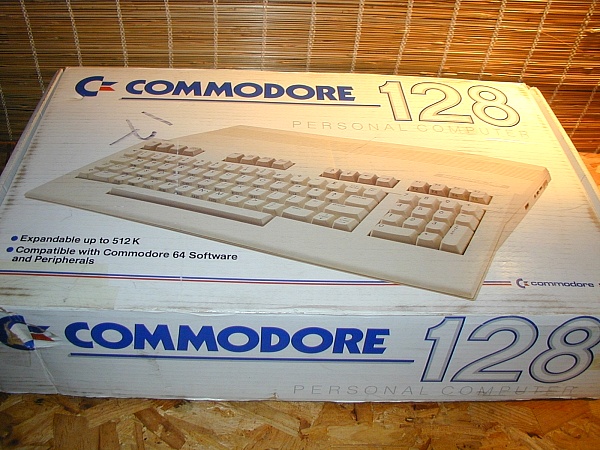 COMMODORE 128
PERSONAL COMPUTER
Expandable up to 512 K
Compatible with Commodore 64 Software
and Peripherals
commodore
COMMODORE 128
PERSONAL COMPUTER